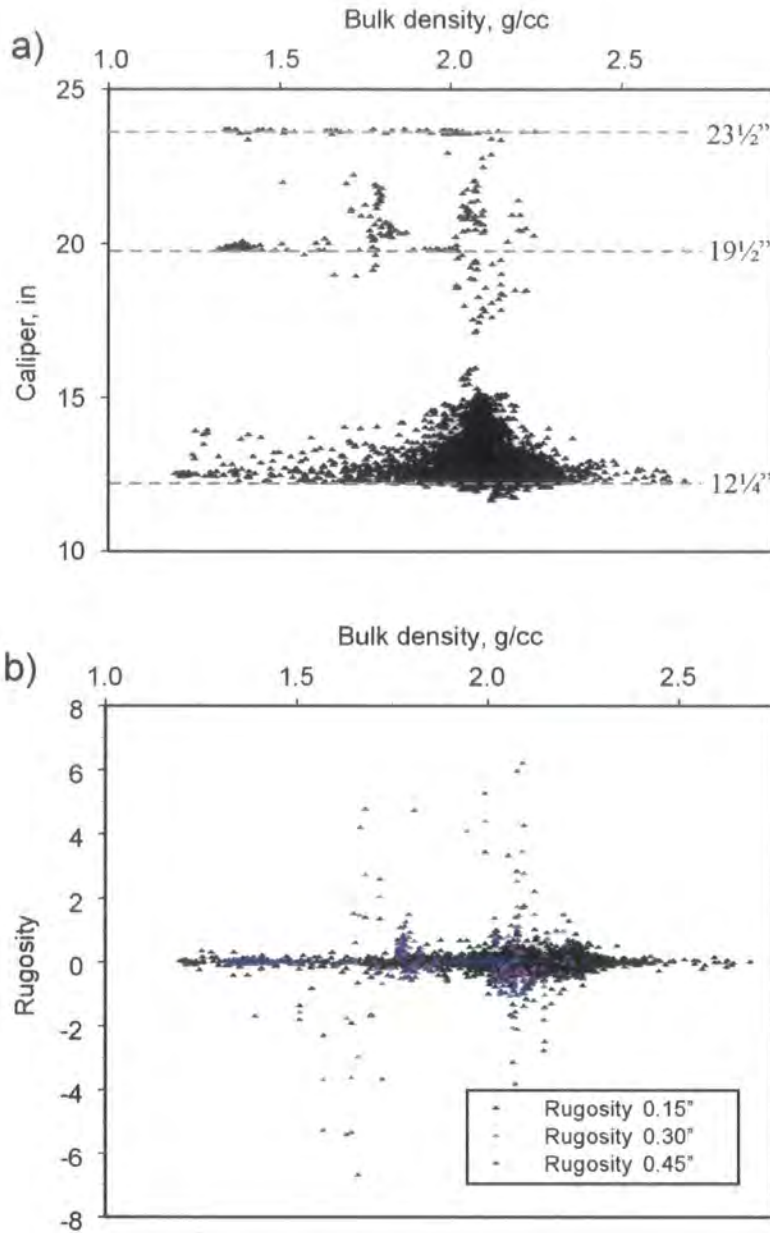 a)
Bulk density, g/cc
1.0 1.5 2.0 2.5
25
20
15
10
Caliper, in
23½”
19½”
12¼”
b)
Bulk density, g/cc
1.0 1.5 2.0 2.5
8
6
4
2
0
-2
-4
-6
-8
Rugosity
Rugosity 0.15”
Rugosity 0.30”
Rugosity 0.45”